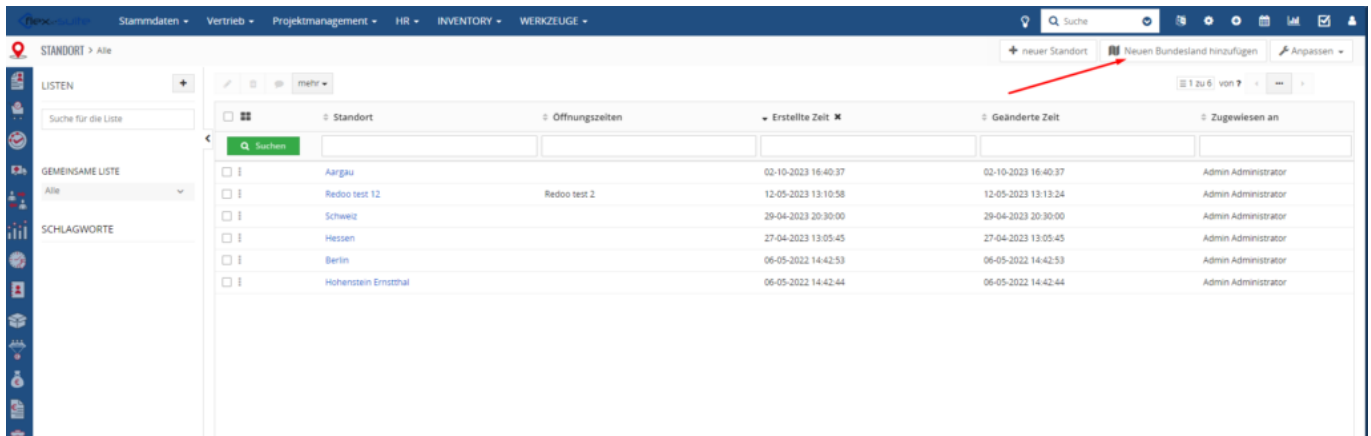 flexsuite Stammdaten Vertrieb Projektmanagement HR INVENTORY WERKZEUGE Suche
STANDORT > Alle neuer Standort Neuen Bundesland hinzufügen Anpassen
LISTEN + mehr 1 zu 6 von ? ...
Suche für die Liste Standort Öffnungszeiten Erstellte Zeit Geänderte Zeit Zugewiesen an
Suchen
GEMEINSAME LISTE Aargau 02-10-2023 16:40:37 02-10-2023 16:40:37 Admin Administrator
Alle Redoo test 12 Redoo test 2 12-05-2023 13:10:58 12-05-2023 13:13:24 Admin Administrator
Schweiz 29-04-2023 20:30:00 29-04-2023 20:30:00 Admin Administrator
SCHLAGWORTE Hessen 27-04-2023 13:05:45 27-04-2023 13:05:45 Admin Administrator
Berlin 06-05-2022 14:42:53 06-05-2022 14:42:53 Admin Administrator
Hohenstein Ernstthal 06-05-2022 14:42:44 06-05-2022 14:42:44 Admin Administrator